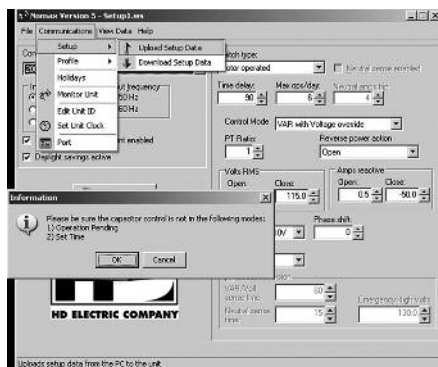 Nomax Version 5 - Setup1.ms
File Communications View Data Help
Setup
Profile
Holidays
Monitor Unit
Edit Unit ID
Set Unit Clock
Port
Upload Setup Data
Download Setup Data
frequency
50 Hz
60 Hz
enabled
Daylight savings active
Switch type:
Motor operated
Neutral sense enabled
Time delay: Max ops/day: Neutral amps
90 6 4
Control Mode VAR with Voltage override
PT Ratio: Reverse power action
1 Open
Volts RMS Amps reactive
Open: Close: Open: Close:
115.0 0.5 -50.0
Phase shift:
0
Information
Please be sure the capacitor control is not in the following modes:
1) Operation Pending
2) Set Time
OK Cancel
VAR/Volt
sense time: 60
Emergency High Volts
Neutral sense
time: 15 130.0
HD ELECTRIC COMPANY
Uploads setup data from the PC to the unit